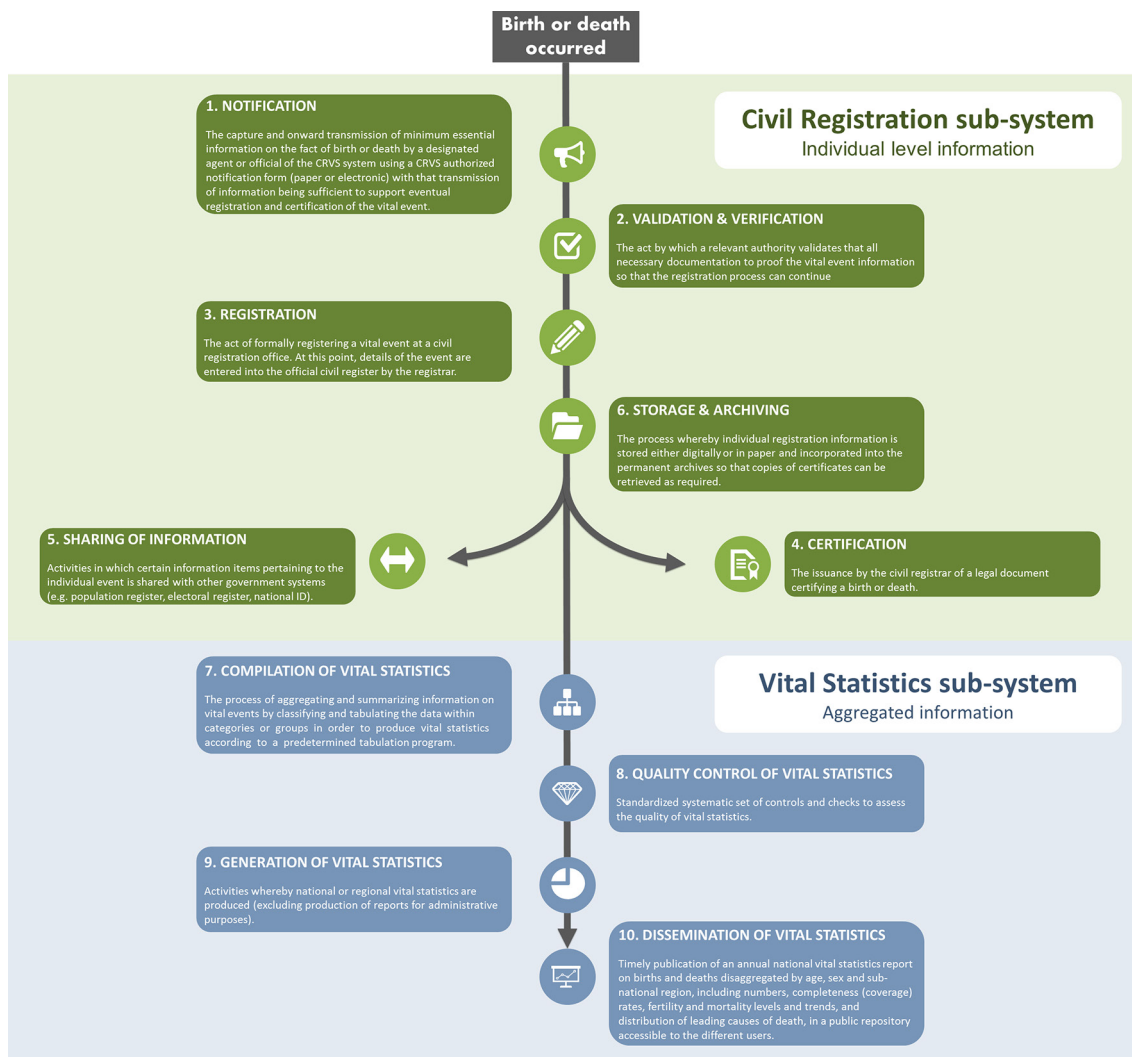 Birth or death
occurred
Civil Registration sub-system
Individual level information
1. NOTIFICATION
The capture and onward transmission of minimum essential
information on the fact of birth or death by a designated
agent or official of the CRVS system using a CRVS authorized
notification form (paper or electronic) with that transmission
of information being sufficient to support eventual
registration and certification of the vital event.
2. VALIDATION & VERIFICATION
The act by which a relevant authority validates that all
necessary documentation to proof the vital event information
so that the registration process can continue
3. REGISTRATION
The act of formally registering a vital event at a civil
registration office. At this point, details of the event are
entered into the official civil register by the registrar.
6. STORAGE & ARCHIVING
The process whereby individual registration information is
stored either digitally or in paper and incorporated into the
permanent archives so that copies of certificates can be
retrieved as required.
5. SHARING OF INFORMATION
Activities in which certain information items pertaining to the
individual event is shared with other government systems
(e.g. population register, electoral register, national ID).
4. CERTIFICATION
The issuance by the civil registrar of a legal document
certifying a birth or death.
Vital Statistics sub-system
Aggregated information
7. COMPILATION OF VITAL STATISTICS
The process of aggregating and summarizing information on
vital events by classifying and tabulating the data within
categories or groups in order to produce vital statistics
according to a predetermined tabulation program.
8. QUALITY CONTROL OF VITAL STATISTICS
Standardized systematic set of controls and checks to assess
the quality of vital statistics.
9. GENERATION OF VITAL STATISTICS
Activities whereby national or regional vital statistics are
produced (excluding production of reports for administrative
purposes).
10. DISSEMINATION OF VITAL STATISTICS
Timely publication of an annual national vital statistics report
on births and deaths disaggregated by age, sex and sub-
national region, including numbers, completeness (coverage)
rates, fertility and mortality levels and trends, and
distribution of leading causes of death, in a public repository
accessible to the different users.